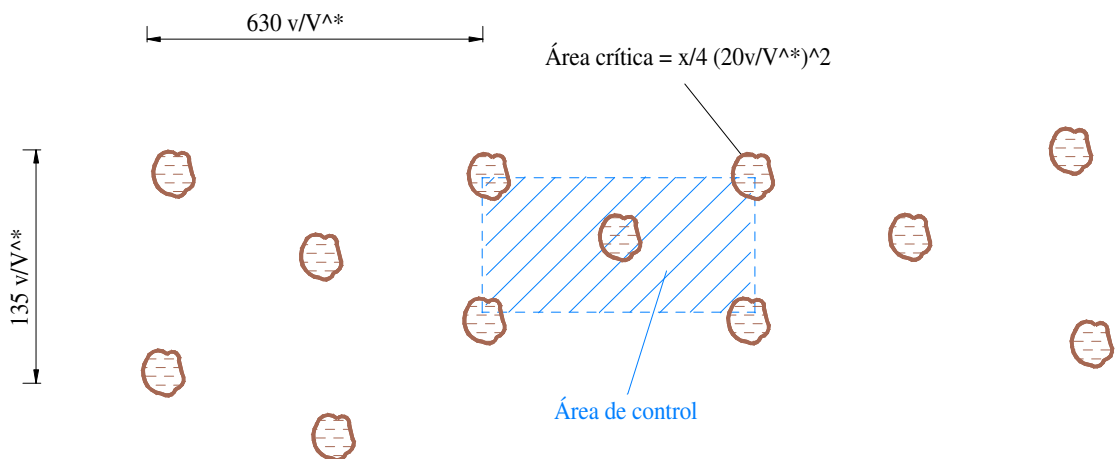 630 v/V^*
Área crítica = x/4 (20v/V^*)^2
135 v/V^*
Área de control